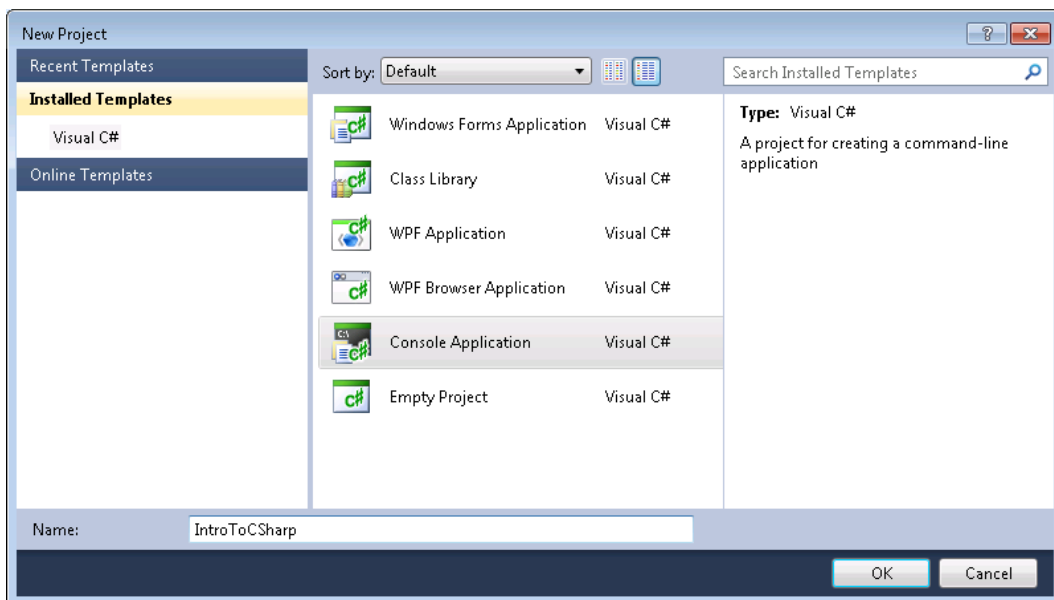 New Project
Recent Templates
Installed Templates
Visual C#
Online Templates
Sort by: Default
Search Installed Templates
Windows Forms Application Visual C#
Class Library Visual C#
WPF Application Visual C#
WPF Browser Application Visual C#
Console Application Visual C#
Empty Project Visual C#
Type: Visual C#
A project for creating a command-line
application
Name: IntroToCSharp
OK Cancel